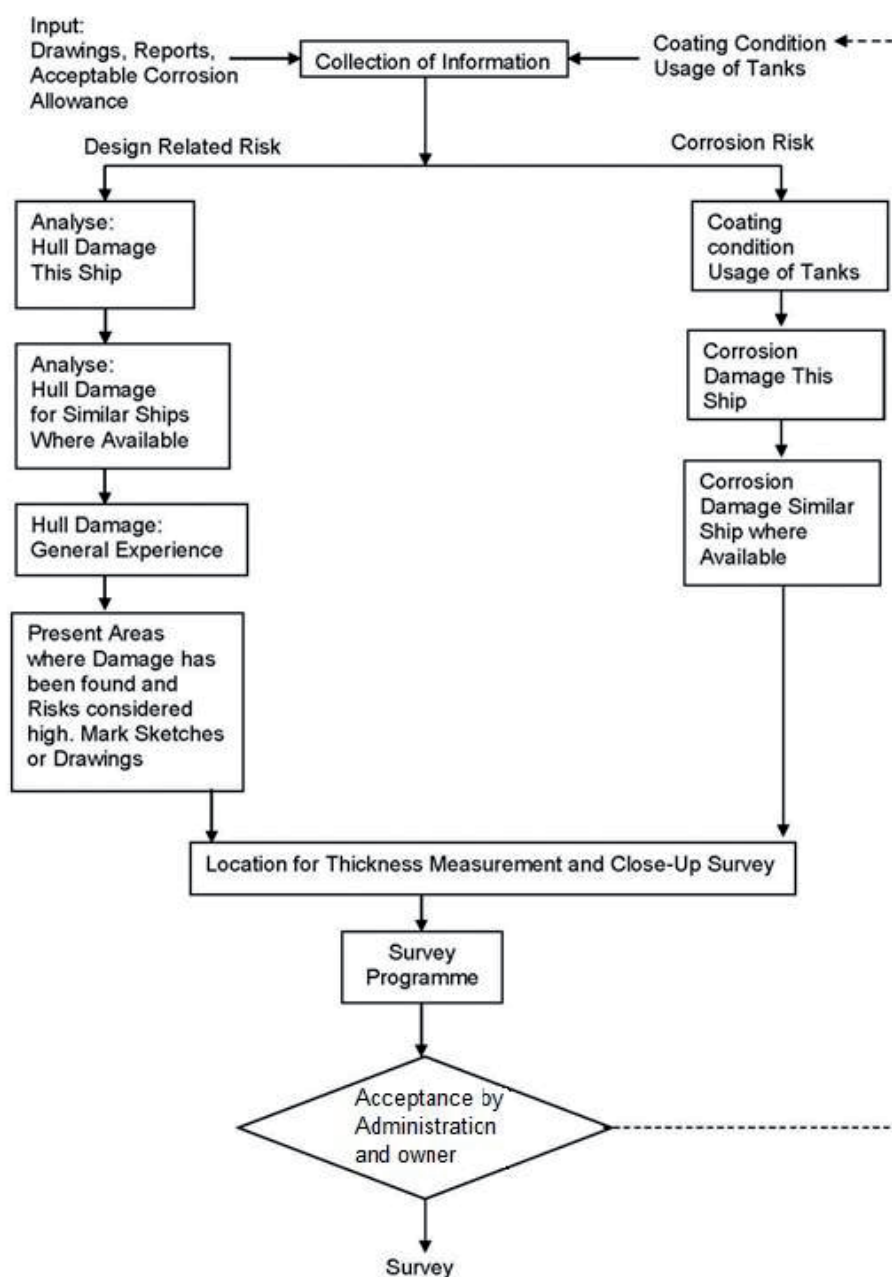 Input:
Drawings, Reports,
Acceptable Corrosion
Allowance
Collection of Information
Coating Condition
Usage of Tanks
Design Related Risk
Corrosion Risk
Analyse:
Hull Damage
This Ship
Analyse:
Hull Damage
for Similar Ships
Where Available
Hull Damage:
General Experience
Present Areas
where Damage has
been found and
Risks considered
high. Mark Sketches
or Drawings
Coating
condition
Usage of Tanks
Corrosion
Damage This
Ship
Corrosion
Damage Similar
Ship where
Available
Location for Thickness Measurement and Close-Up Survey
Survey
Programme
Acceptance by
Administration
and owner
Survey